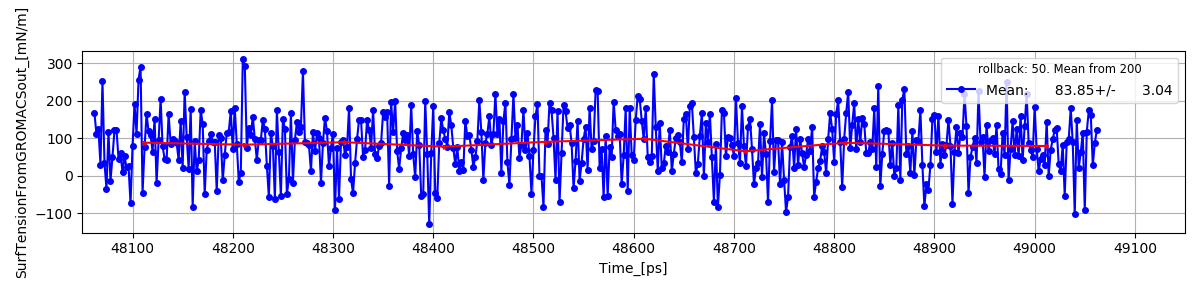 SurfTensionFromGROMACSout_[mN/m]
300
200
100
0
−100
rollback: 50. Mean from 200
Mean: 83.85+/- 3.04
48100 48200 48300 48400 48500 48600 48700 48800 48900 49000 49100
Time_[ps]